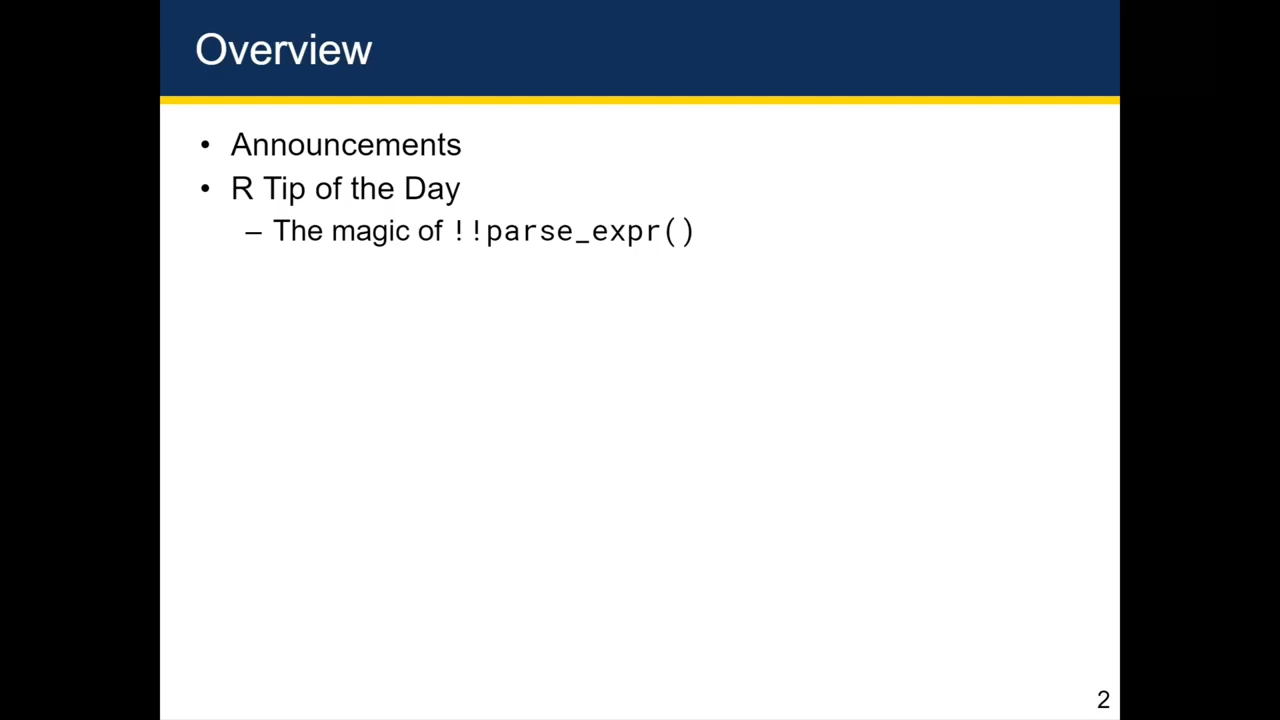 Overview
• Announcements
• R Tip of the Day
– The magic of !!parse_expr()
2